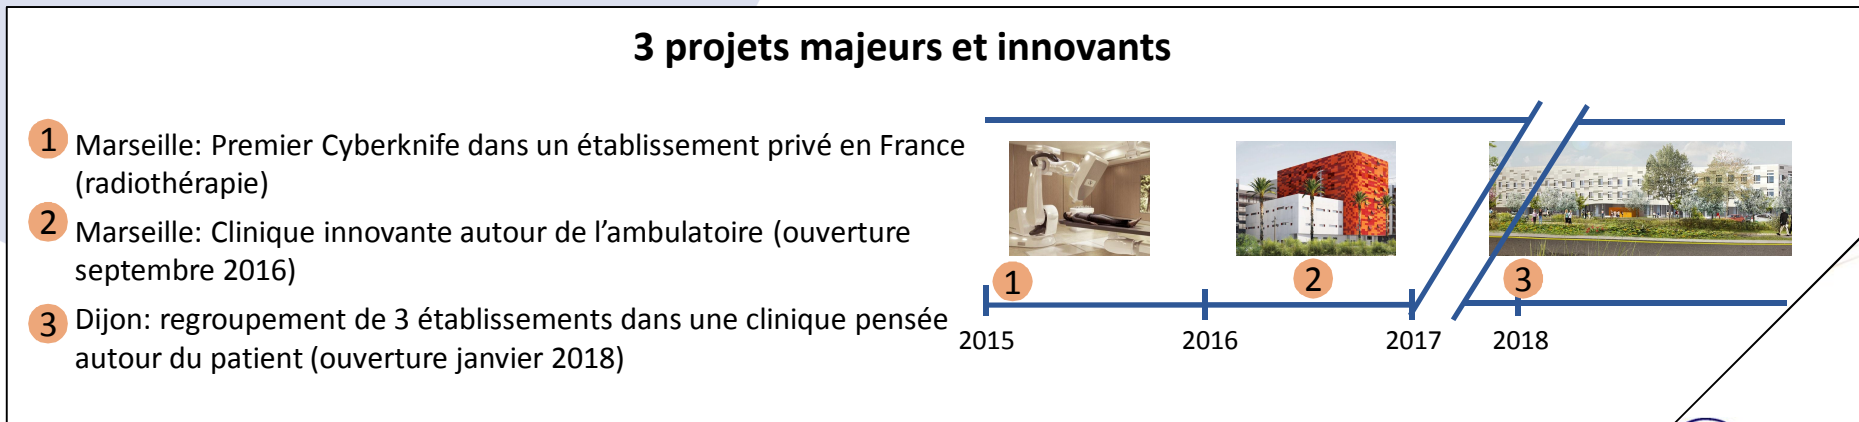 3 projets majeurs et innovants
1 Marseille: Premier Cyberknife dans un établissement privé en France
(radiothérapie)
2 Marseille: Clinique innovante autour de l’ambulatoire (ouverture
septembre 2016)
3 Dijon: regroupement de 3 établissements dans une clinique pensée
autour du patient (ouverture janvier 2018)
1 2 3
2015 2016 2017 2018